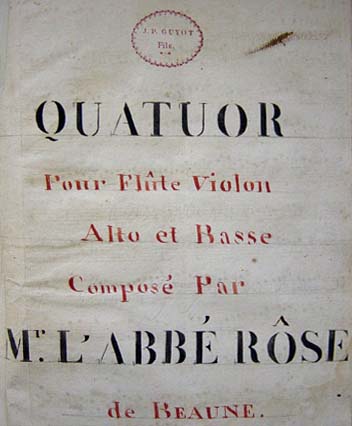 J. P. GUYOT
Fils.
QUATUOR
Pour Flûte Violon
Alto et Basse
Composé Par
Mr. L'ABBÉ RÔSE
de BEAUNE.